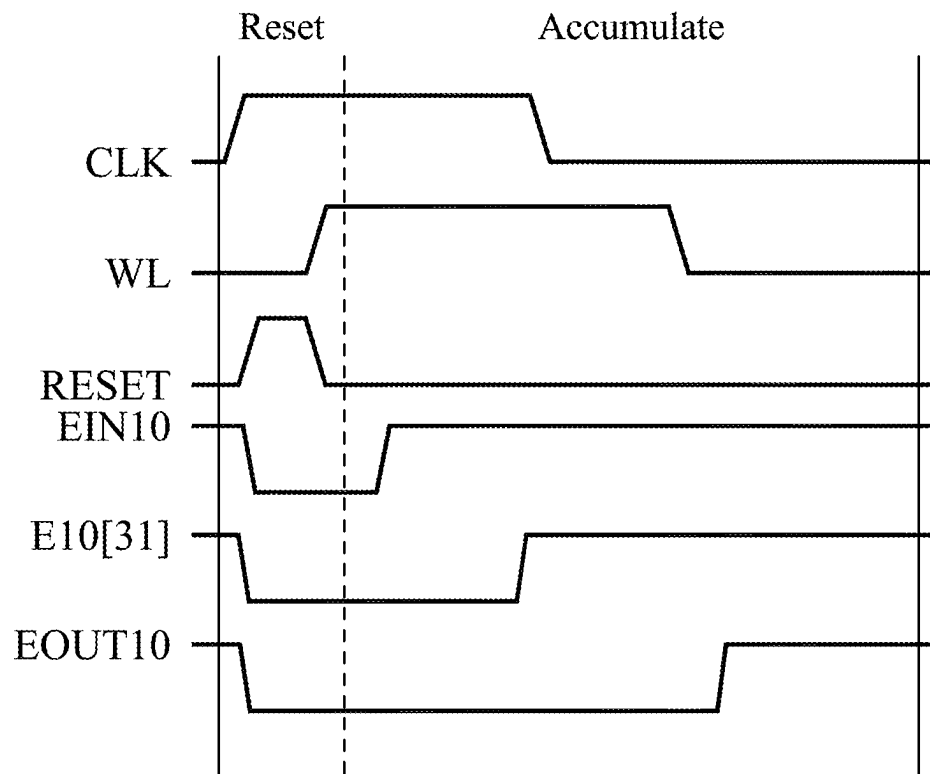 Reset
Accumulate
CLK
WL
RESET
EIN10
E10[31]
EOUT10